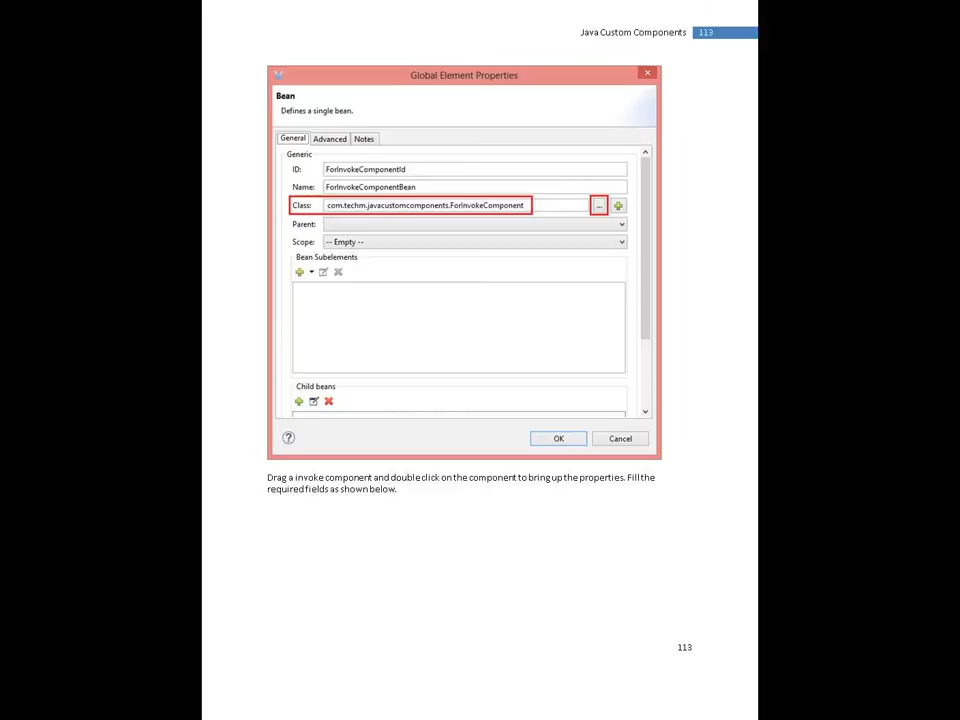 Java Custom Components 113
Global Element Properties
Bean
Defines a single bean.
General Advanced Notes
Generic
ID: ForInvokeComponentId
Name: ForInvokeComponentBean
Class: com.techm.javacustomcomponents.ForInvokeComponent ...
Parent:
Scope: -- Empty --
Bean Subelements
Child beans
OK Cancel
Drag a invoke component and double click on the component to bring up the properties. Fill the
required fields as shown below.
113